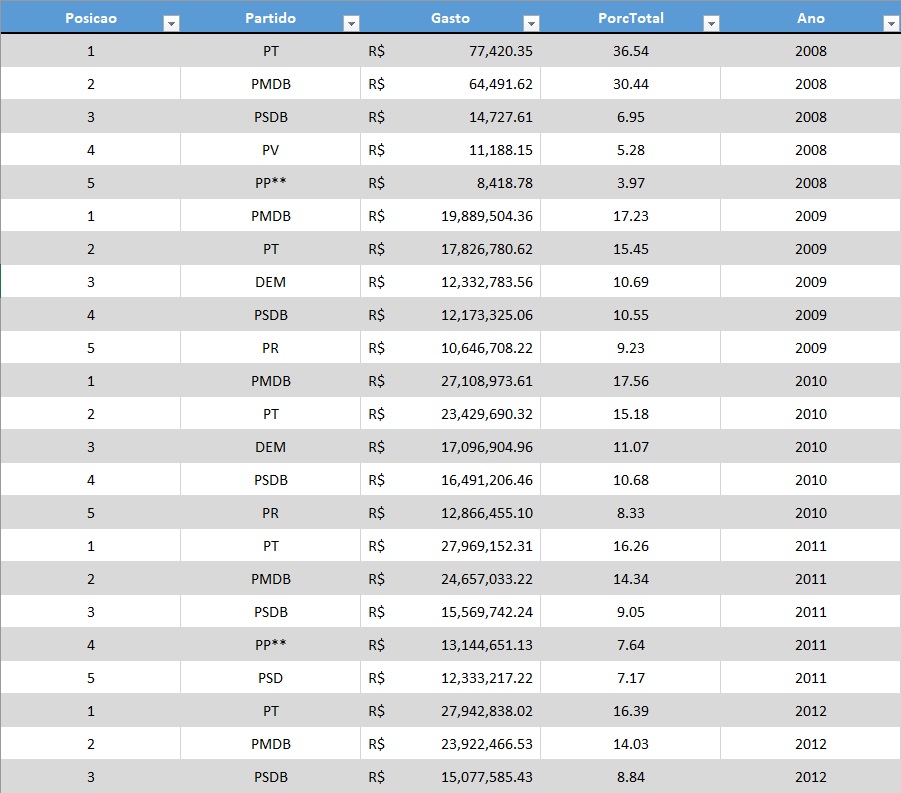 Posicao Partido Gasto PorcTotal Ano
1 PT R$ 77,420.35 36.54 2008
2 PMDB R$ 64,491.62 30.44 2008
3 PSDB R$ 14,727.61 6.95 2008
4 PV R$ 11,188.15 5.28 2008
5 PP** R$ 8,418.78 3.97 2008
1 PMDB R$ 19,889,504.36 17.23 2009
2 PT R$ 17,826,780.62 15.45 2009
3 DEM R$ 12,332,783.56 10.69 2009
4 PSDB R$ 12,173,325.06 10.55 2009
5 PR R$ 10,646,708.22 9.23 2009
1 PMDB R$ 27,108,973.61 17.56 2010
2 PT R$ 23,429,690.32 15.18 2010
3 DEM R$ 17,096,904.96 11.07 2010
4 PSDB R$ 16,491,206.46 10.68 2010
5 PR R$ 12,866,455.10 8.33 2010
1 PT R$ 27,969,152.31 16.26 2011
2 PMDB R$ 24,657,033.22 14.34 2011
3 PSDB R$ 15,569,742.24 9.05 2011
4 PP** R$ 13,144,651.13 7.64 2011
5 PSD R$ 12,333,217.22 7.17 2011
1 PT R$ 27,942,838.02 16.39 2012
2 PMDB R$ 23,922,466.53 14.03 2012
3 PSDB R$ 15,077,585.43 8.84 2012